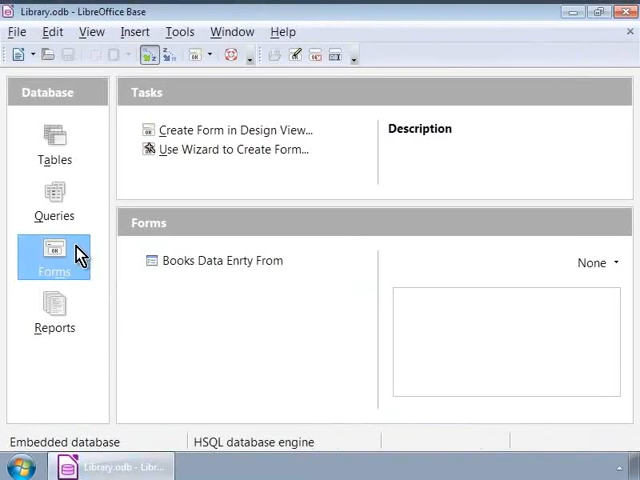 Library.odb - LibreOffice Base
File Edit View Insert Tools Window Help
Database
Tables
Queries
Forms
Reports
Tasks
Create Form in Design View...
Use Wizard to Create Form...
Description
Forms
Books Data Enrty From
None
Embedded database
HSQL database engine
Library.odb - Libr...